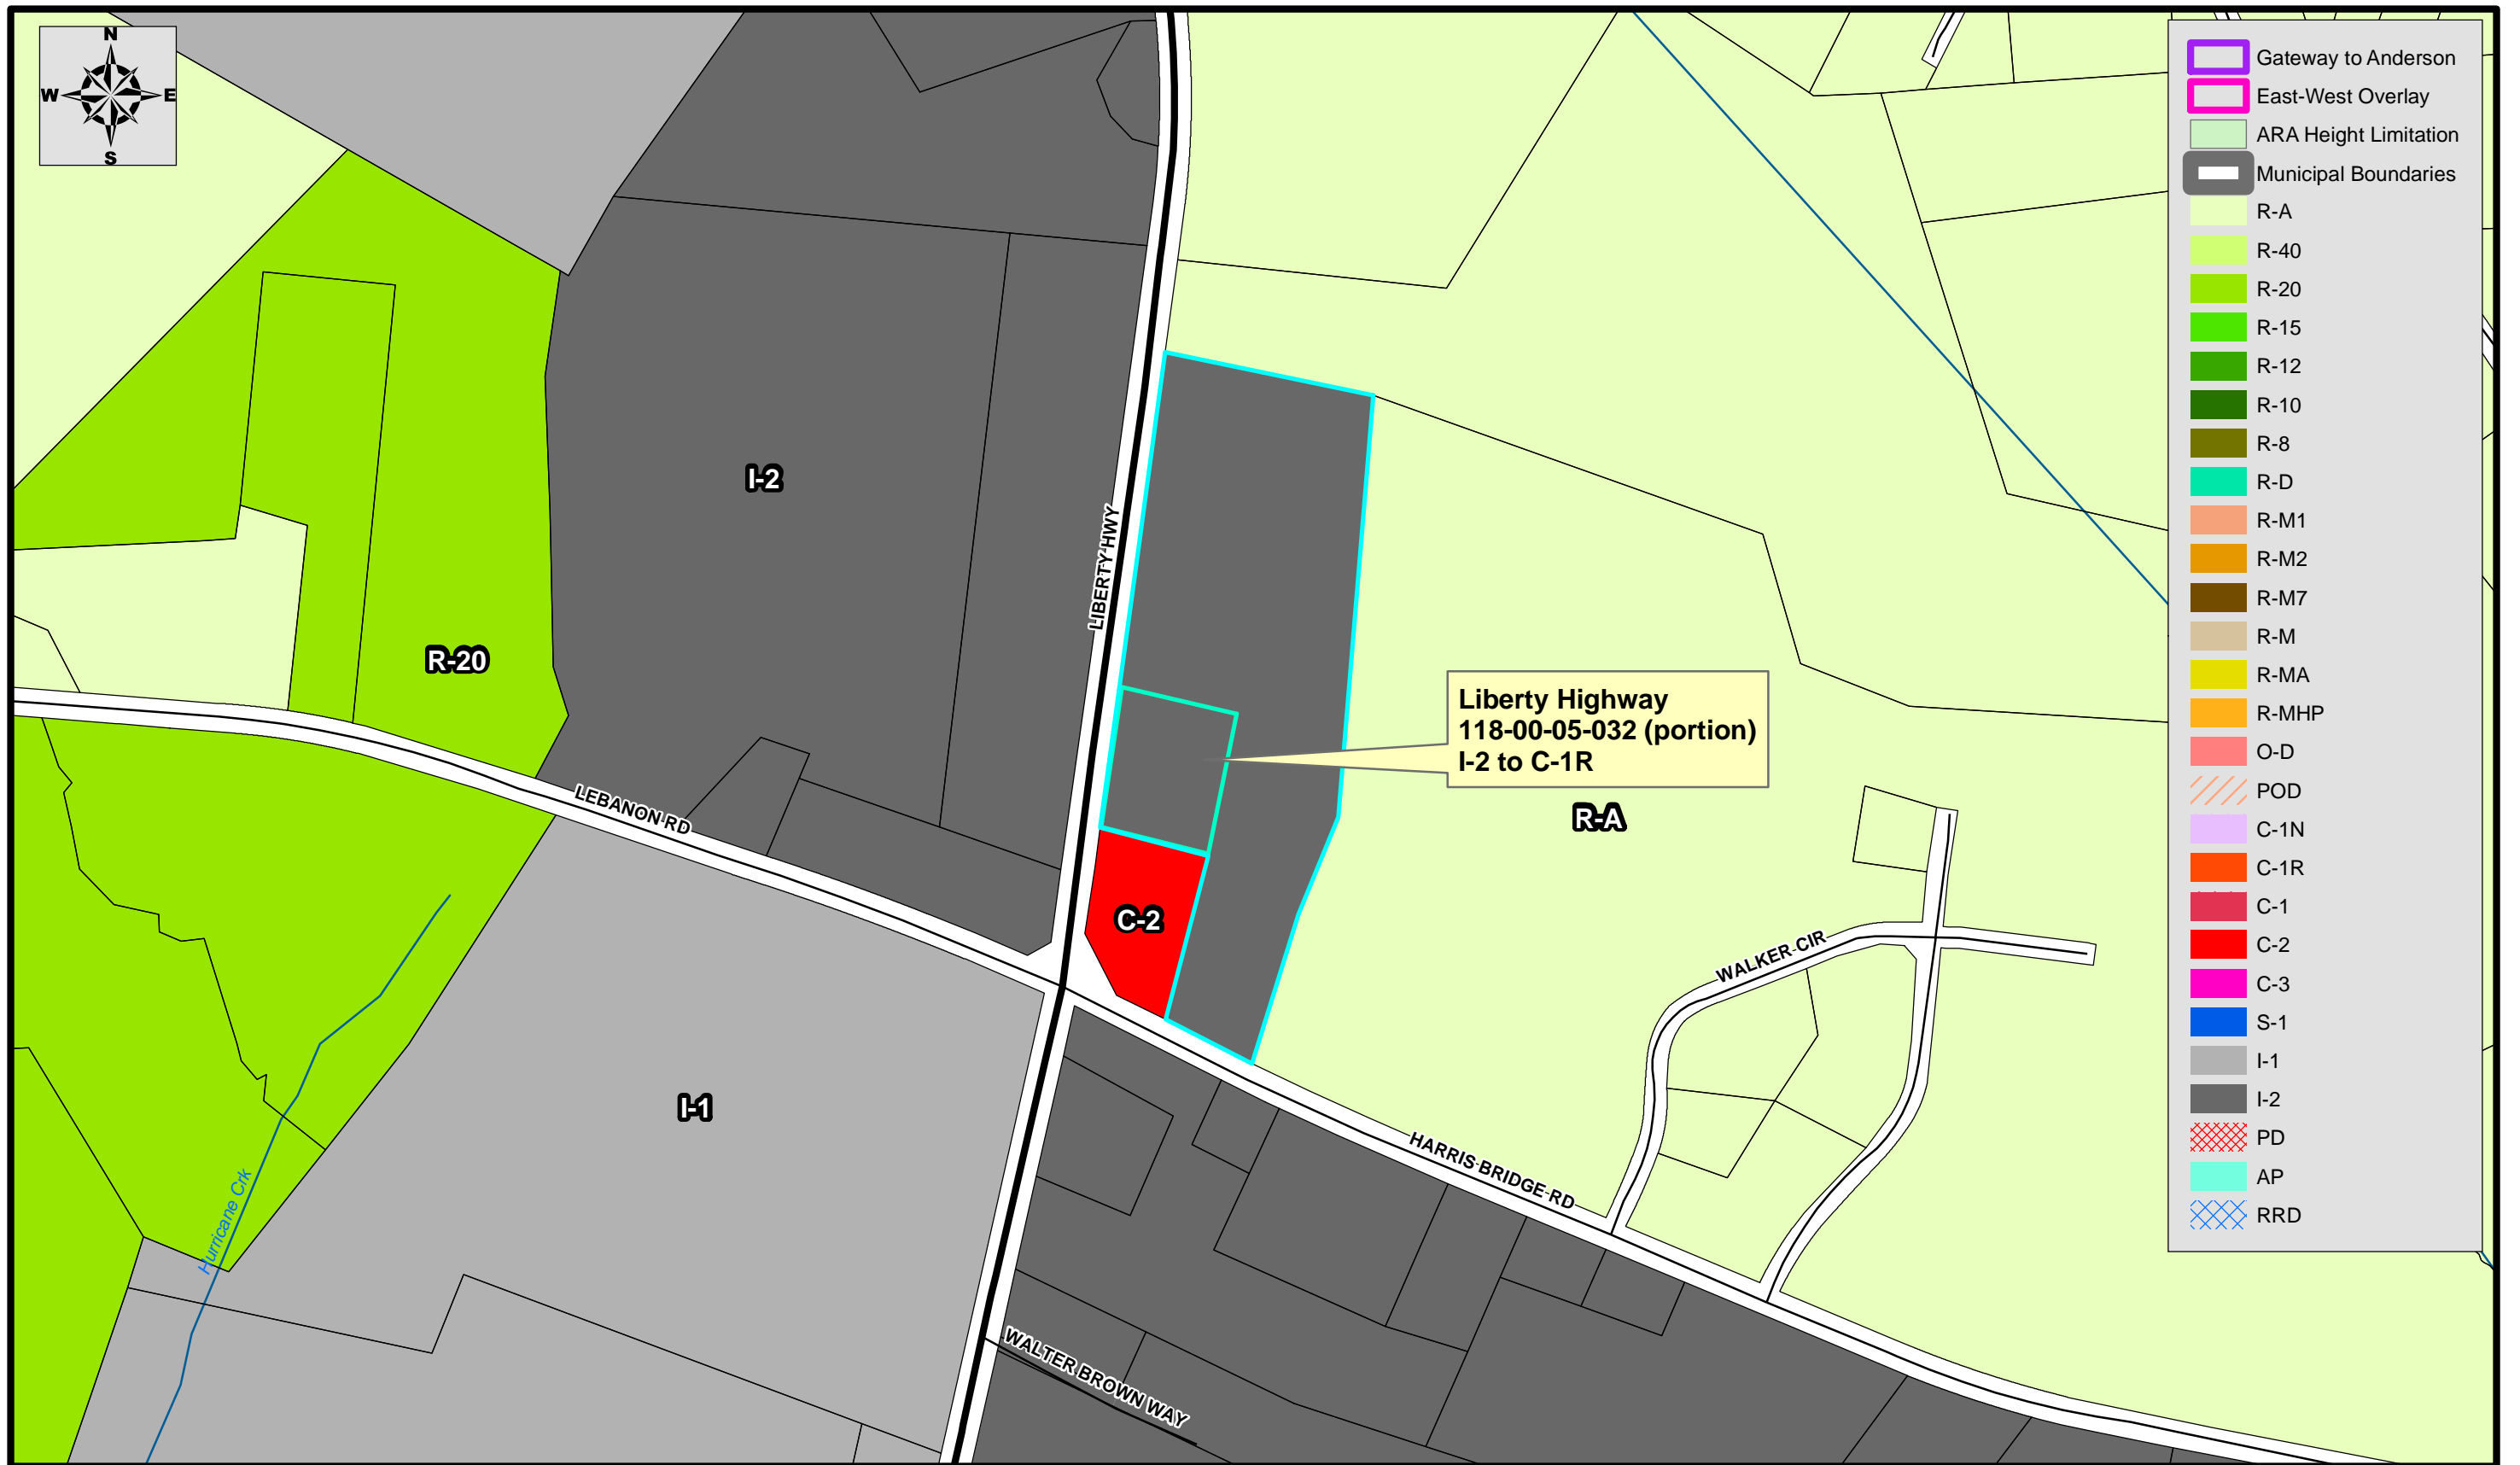 N
W
E
S
Gateway to Anderson
East-West Overlay
ARA Height Limitation
Municipal Boundaries
R-A
R-40
R-20
R-15
R-12
R-10
R-8
R-D
R-M1
R-M2
R-M7
R-M
R-MA
R-MHP
O-D
POD
C-1N
C-1R
C-1
C-2
C-3
S-1
I-1
I-2
PD
AP
RRD
I-2
LIBERTY HWY
R-20
Liberty Highway
118-00-05-032 (portion)
I-2 to C-1R
LEBANON RD
R-A
C-2
WALKER CIR
I-1
HARRIS BRIDGE RD
Hurricane Crk
WALTER BROWN WAY